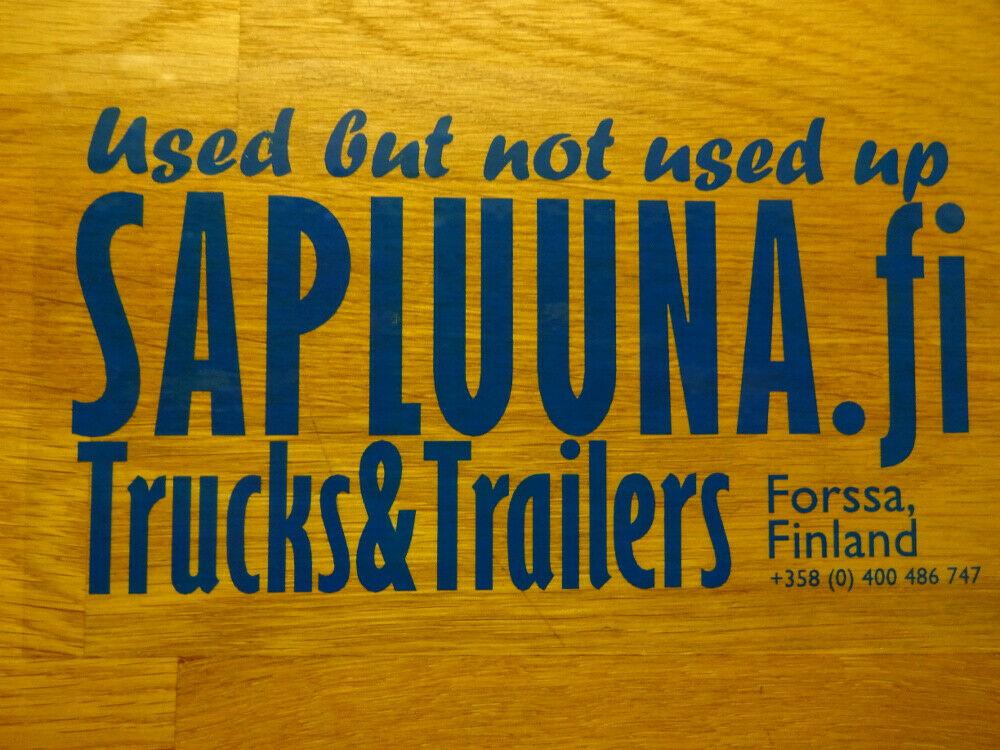 Used but not used up
SAPLUUNA.fi
Trucks&Trailers
Forssa,
Finland
+358 (0) 400 486 747